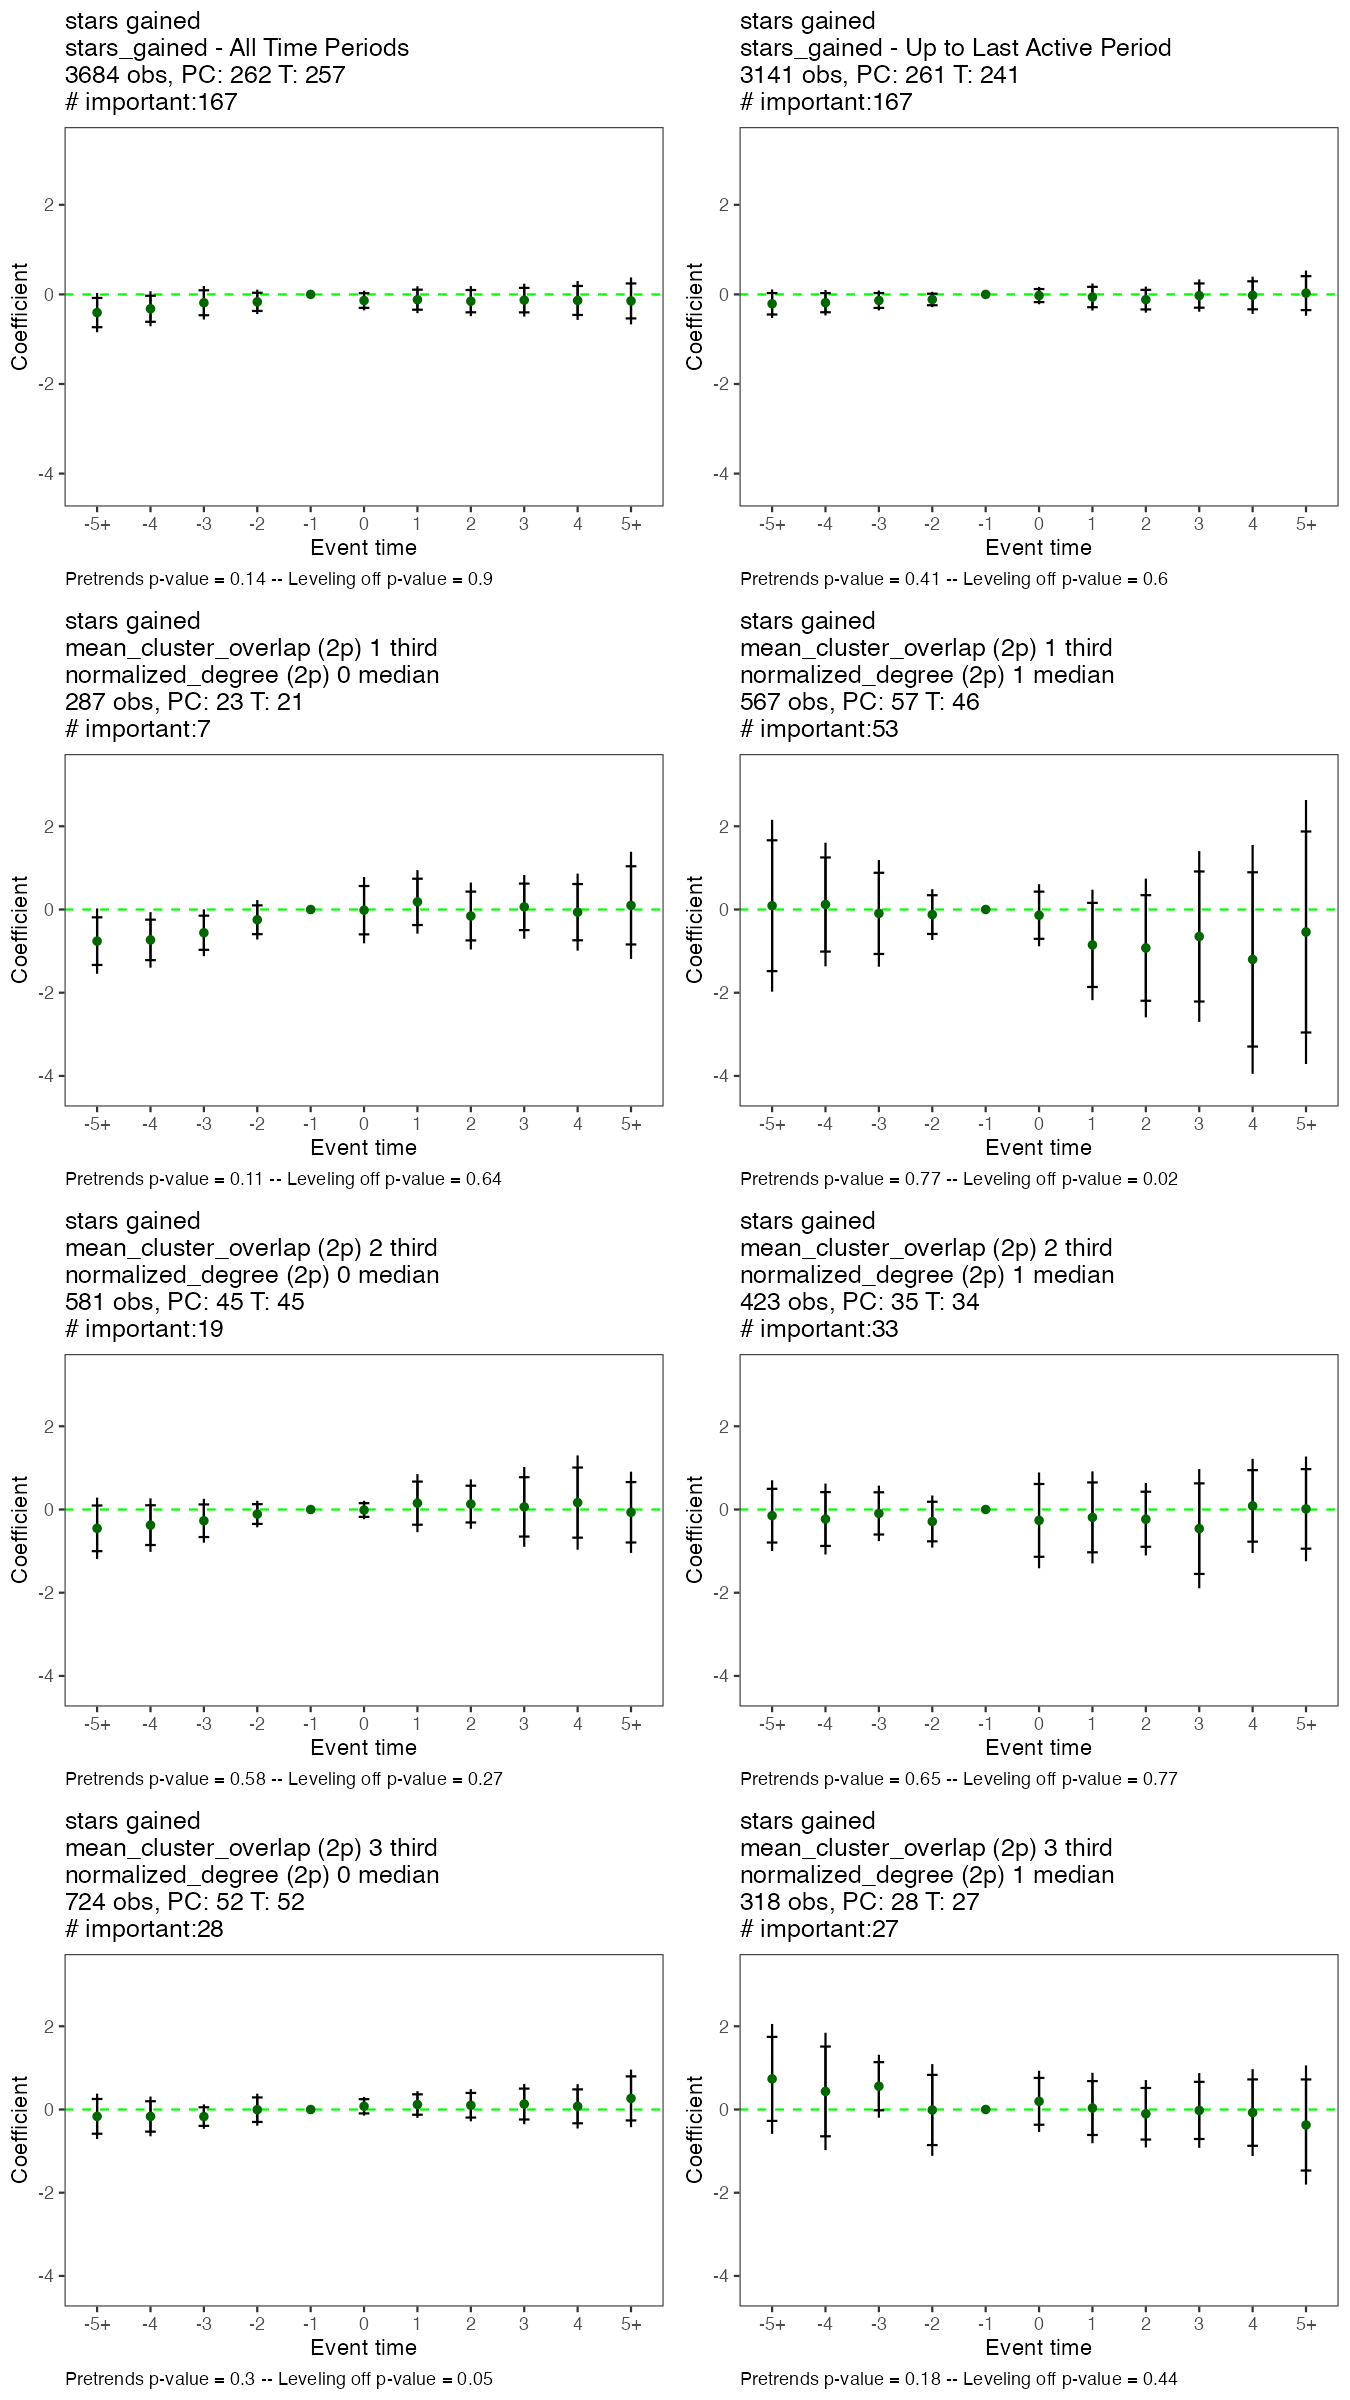 stars gained
stars_gained - All Time Periods
3684 obs, PC: 262 T: 257
# important:167
2
0
-2
-4
Coefficient
-5+ -4 -3 -2 -1 0 1 2 3 4 5+
Event time
Pretrends p-value = 0.14 -- Leveling off p-value = 0.9
stars gained
stars_gained - Up to Last Active Period
3141 obs, PC: 261 T: 241
# important:167
2
0
-2
-4
Coefficient
-5+ -4 -3 -2 -1 0 1 2 3 4 5+
Event time
Pretrends p-value = 0.41 -- Leveling off p-value = 0.6
stars gained
mean_cluster_overlap (2p) 1 third
normalized_degree (2p) 0 median
287 obs, PC: 23 T: 21
# important:7
2
0
-2
-4
Coefficient
-5+ -4 -3 -2 -1 0 1 2 3 4 5+
Event time
Pretrends p-value = 0.11 -- Leveling off p-value = 0.64
stars gained
mean_cluster_overlap (2p) 1 third
normalized_degree (2p) 1 median
567 obs, PC: 57 T: 46
# important:53
2
0
-2
-4
Coefficient
-5+ -4 -3 -2 -1 0 1 2 3 4 5+
Event time
Pretrends p-value = 0.77 -- Leveling off p-value = 0.02
stars gained
mean_cluster_overlap (2p) 2 third
normalized_degree (2p) 0 median
581 obs, PC: 45 T: 45
# important:19
2
0
-2
-4
Coefficient
-5+ -4 -3 -2 -1 0 1 2 3 4 5+
Event time
Pretrends p-value = 0.58 -- Leveling off p-value = 0.27
stars gained
mean_cluster_overlap (2p) 2 third
normalized_degree (2p) 1 median
423 obs, PC: 35 T: 34
# important:33
2
0
-2
-4
Coefficient
-5+ -4 -3 -2 -1 0 1 2 3 4 5+
Event time
Pretrends p-value = 0.65 -- Leveling off p-value = 0.77
stars gained
mean_cluster_overlap (2p) 3 third
normalized_degree (2p) 0 median
724 obs, PC: 52 T: 52
# important:28
2
0
-2
-4
Coefficient
-5+ -4 -3 -2 -1 0 1 2 3 4 5+
Event time
Pretrends p-value = 0.3 -- Leveling off p-value = 0.05
stars gained
mean_cluster_overlap (2p) 3 third
normalized_degree (2p) 1 median
318 obs, PC: 28 T: 27
# important:27
2
0
-2
-4
Coefficient
-5+ -4 -3 -2 -1 0 1 2 3 4 5+
Event time
Pretrends p-value = 0.18 -- Leveling off p-value = 0.44